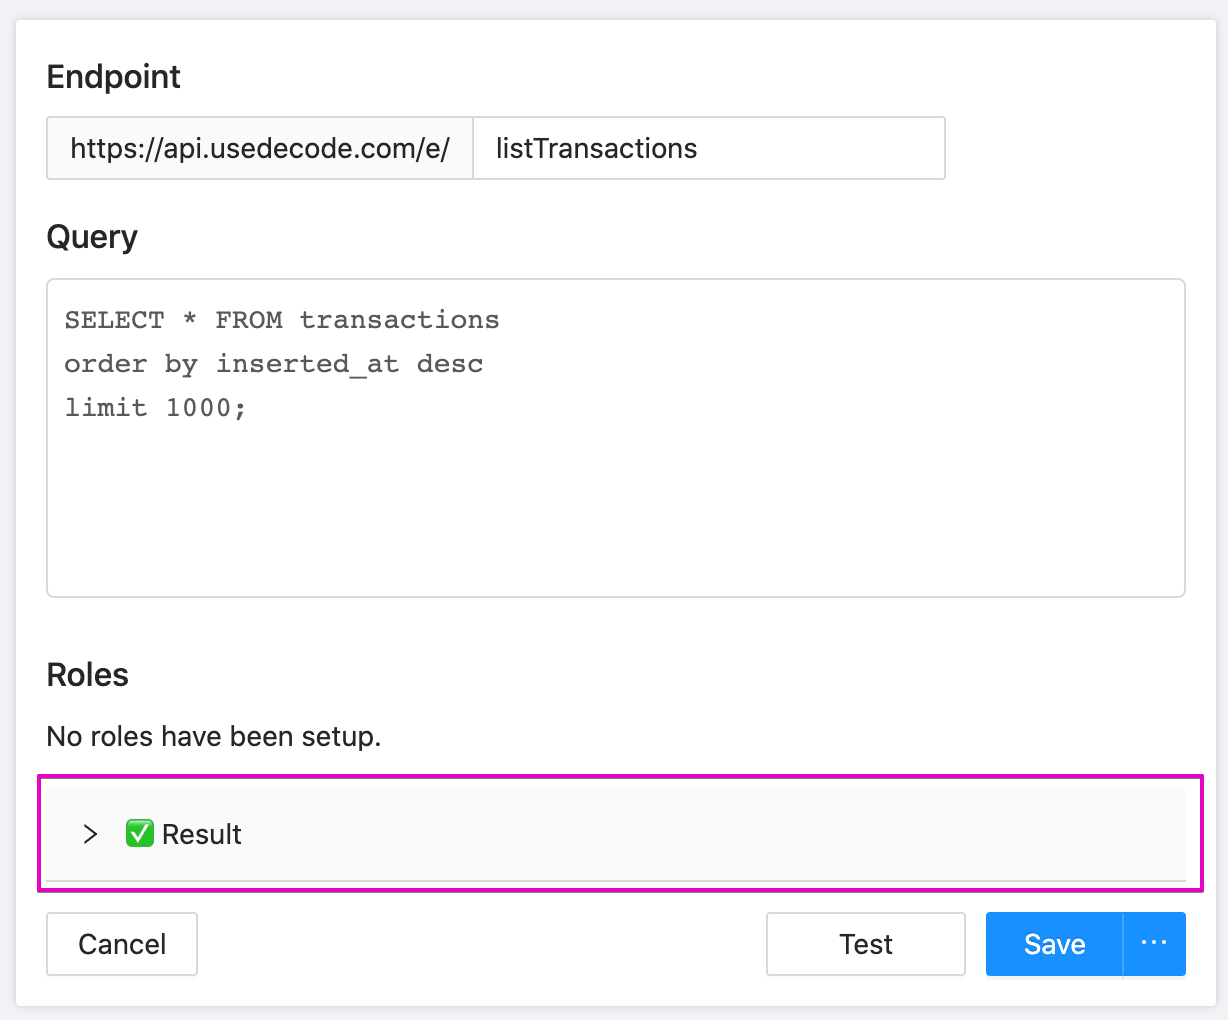 Endpoint
https://api.usedecode.com/e/ listTransactions
Query
SELECT * FROM transactions
order by inserted_at desc
limit 1000;
Roles
No roles have been setup.
> ✅ Result
Cancel Test Save ···